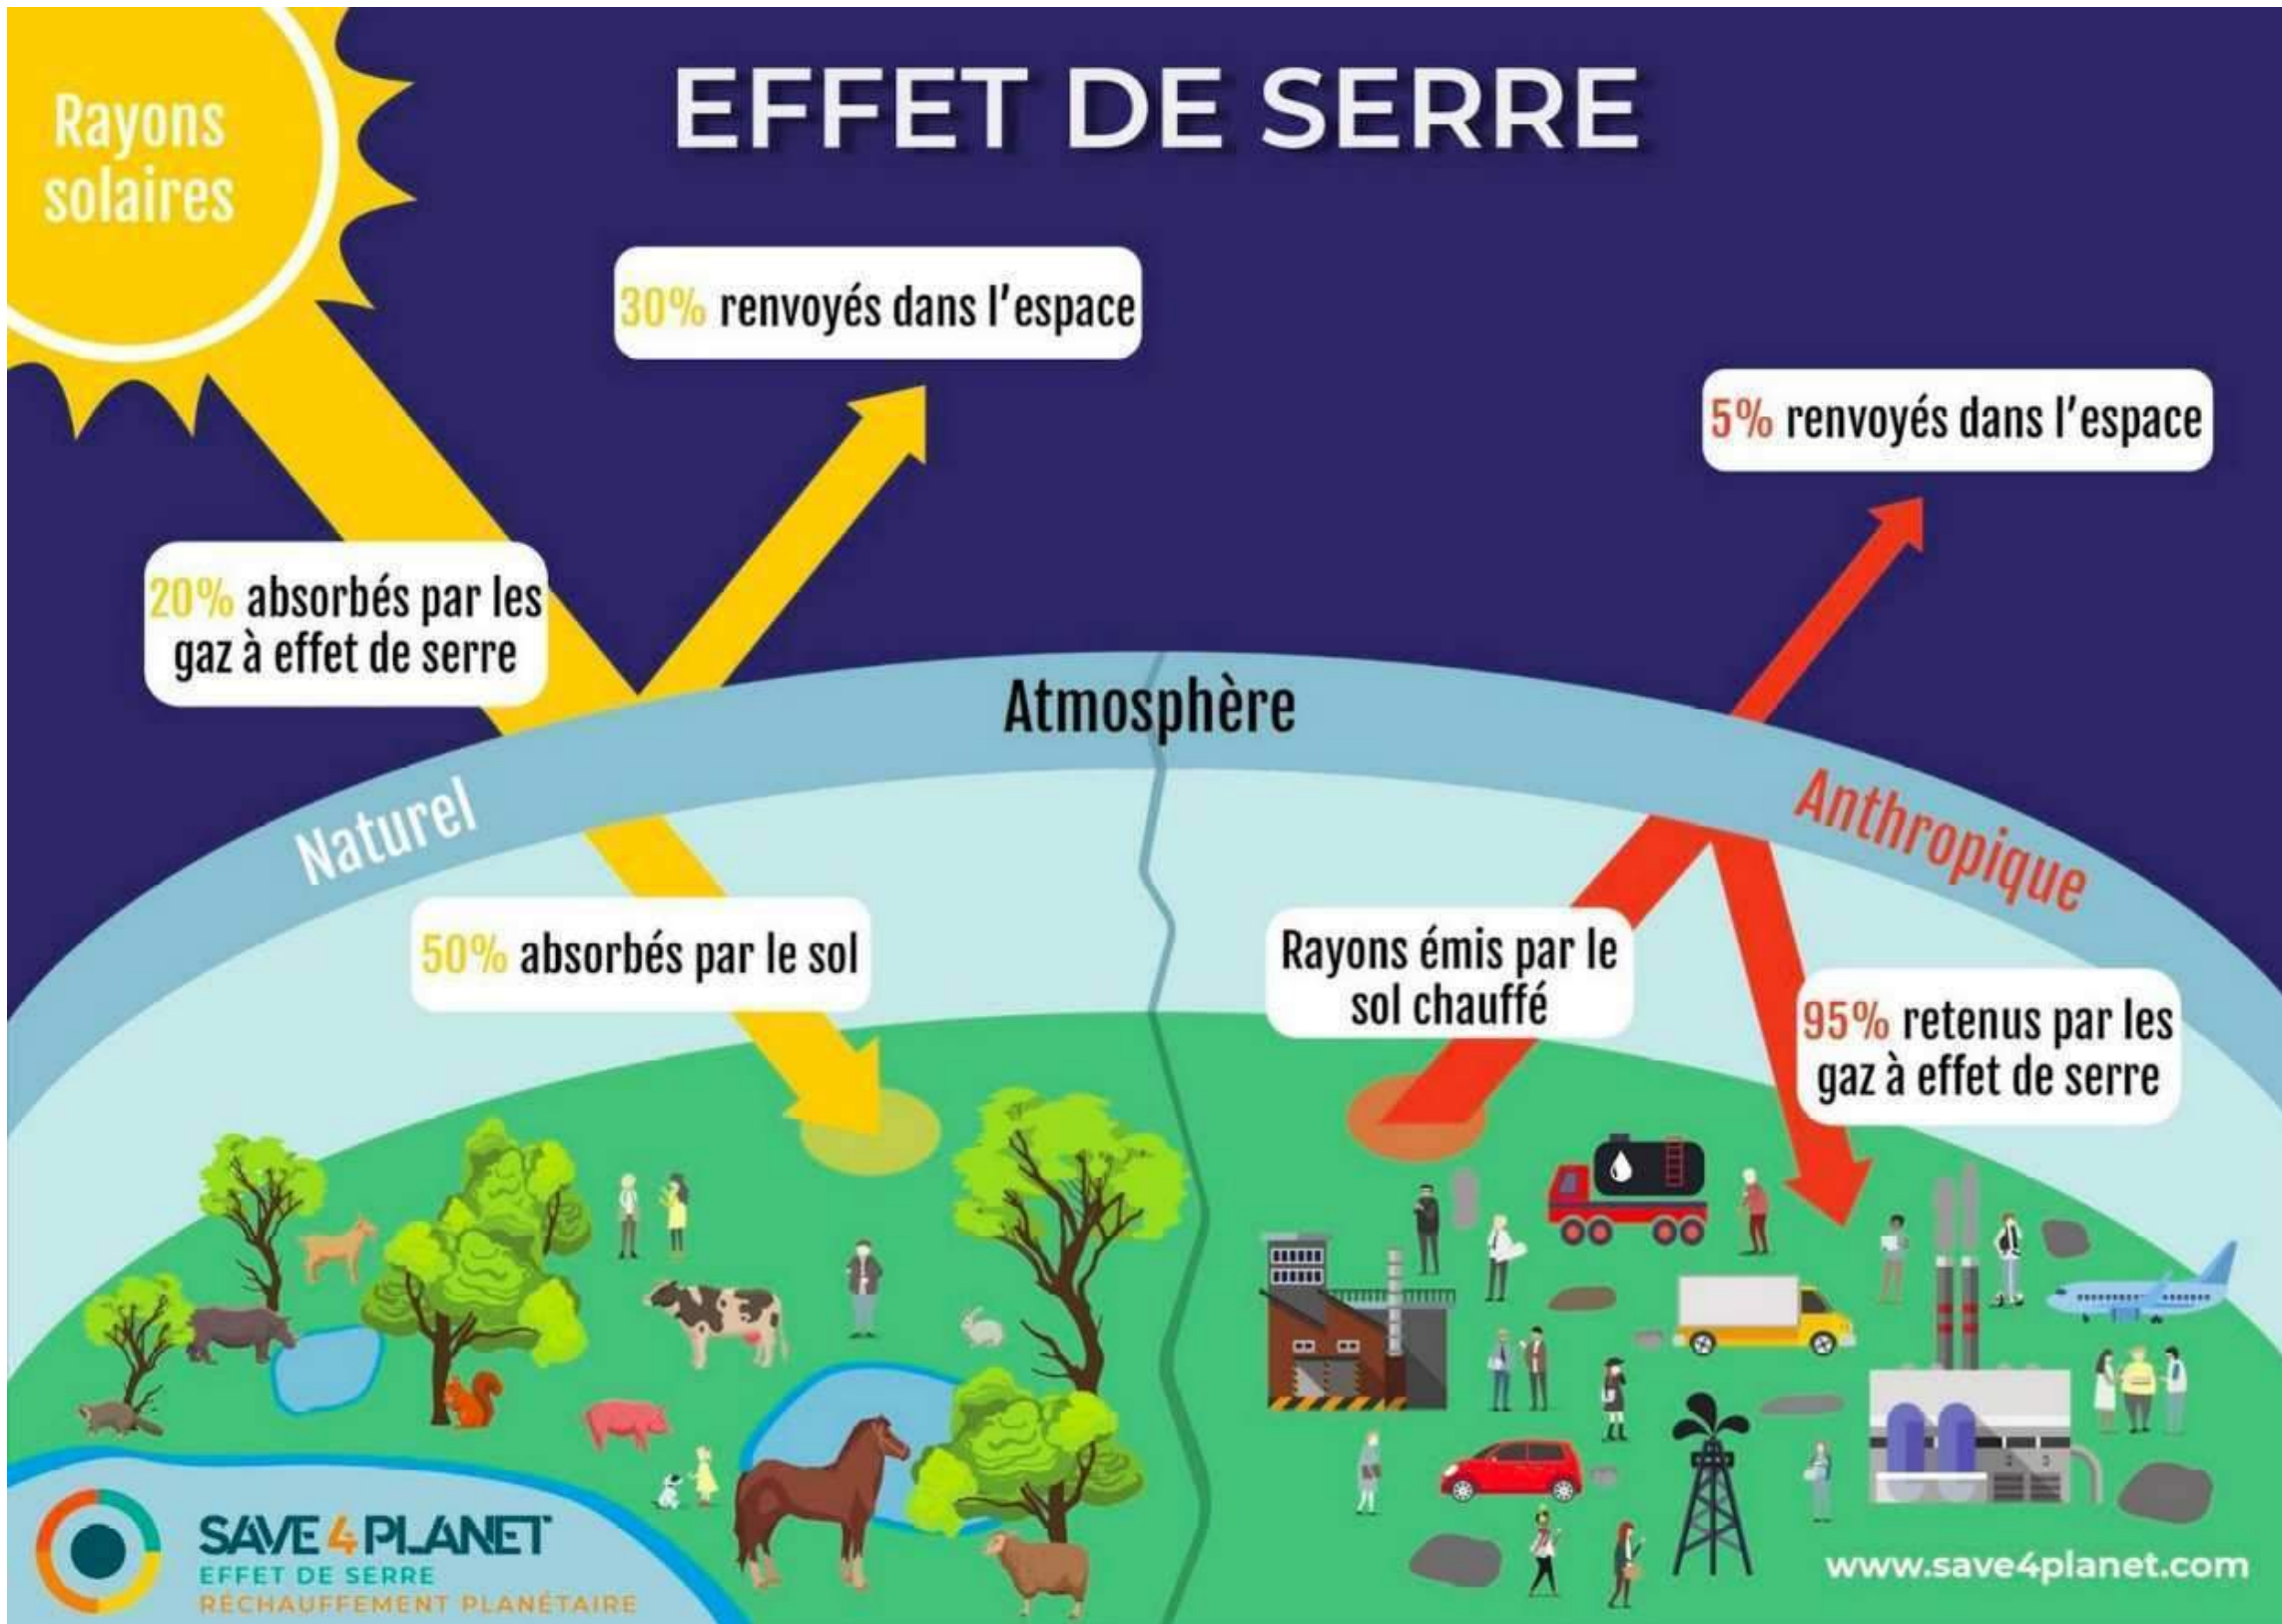 EFFET DE SERRE
Rayons
solaires
30% renvoyés dans l'espace
5% renvoyés dans l'espace
20% absorbés par les
gaz à effet de serre
Atmosphère
Naturel
Anthropique
50% absorbés par le sol
Rayons émis par le
sol chauffé
95% retenus par les
gaz à effet de serre
SAVE 4 PLANET
EFFET DE SERRE
RÉCHAUFFEMENT PLANÉTAIRE
www.save4planet.com